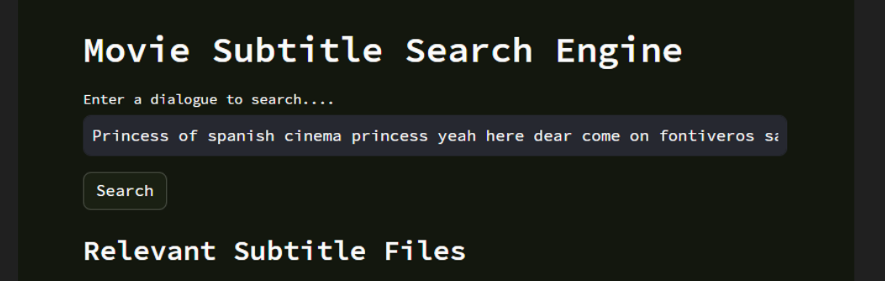 Movie Subtitle Search Engine
Enter a dialogue to search....
Princess of spanish cinema princess yeah here dear come on fontiveros sa
Search
Relevant Subtitle Files